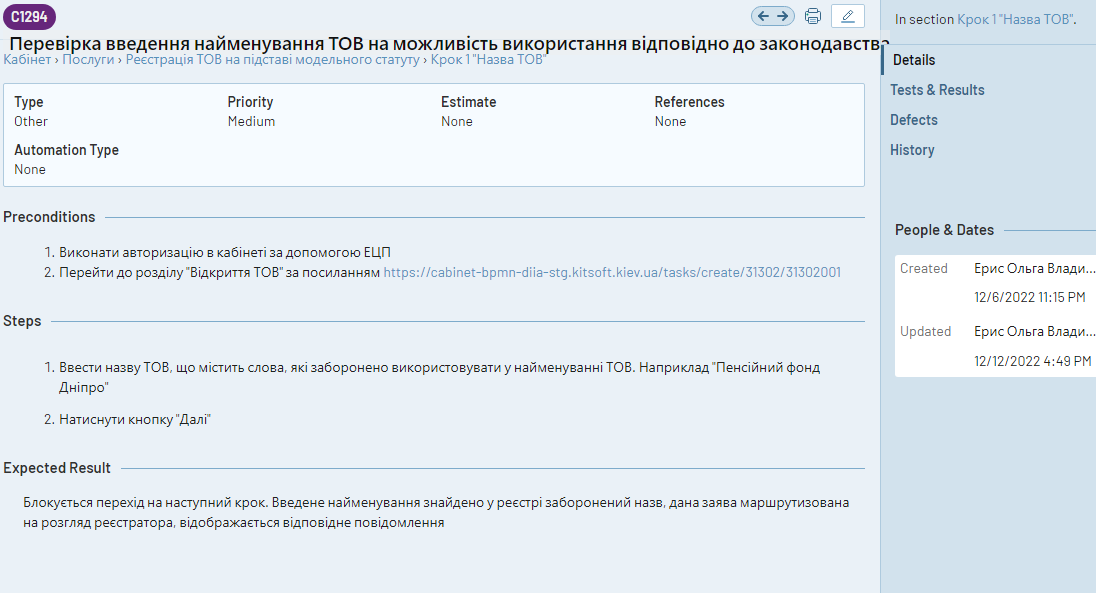 C1294
Перевірка введення найменування ТОВ на можливість використання відповідно до законодавства
Кабінет › Послуги › Реєстрація ТОВ на підставі модельного статуту › Крок 1 "Назва ТОВ"
Type
Other
Priority
Medium
Estimate
None
References
None
Automation Type
None
Preconditions
1. Виконати авторизацію в кабінеті за допомогою ЕЦП
2. Перейти до розділу "Відкриття ТОВ" за посиланням https://cabinet-bpmn-diia-stg.kitsoft.kiev.ua/tasks/create/31302/31302001
Steps
1. Ввести назву ТОВ, що містить слова, які заборонено використовувати у найменуванні ТОВ. Наприклад "Пенсійний фонд
Дніпро"
2. Натиснути кнопку "Далі"
Expected Result
Блокується перехід на наступний крок. Введене найменування знайдено у реєстрі заборонений назв, дана заява маршрутизована
на розгляд реєстратора, відображається відповідне повідомлення
In section Крок 1 "Назва ТОВ".
Details
Tests & Results
Defects
History
People & Dates
Created Ерис Ольга Влади...
12/6/2022 11:15 PM
Updated Ерис Ольга Влади...
12/12/2022 4:49 PM